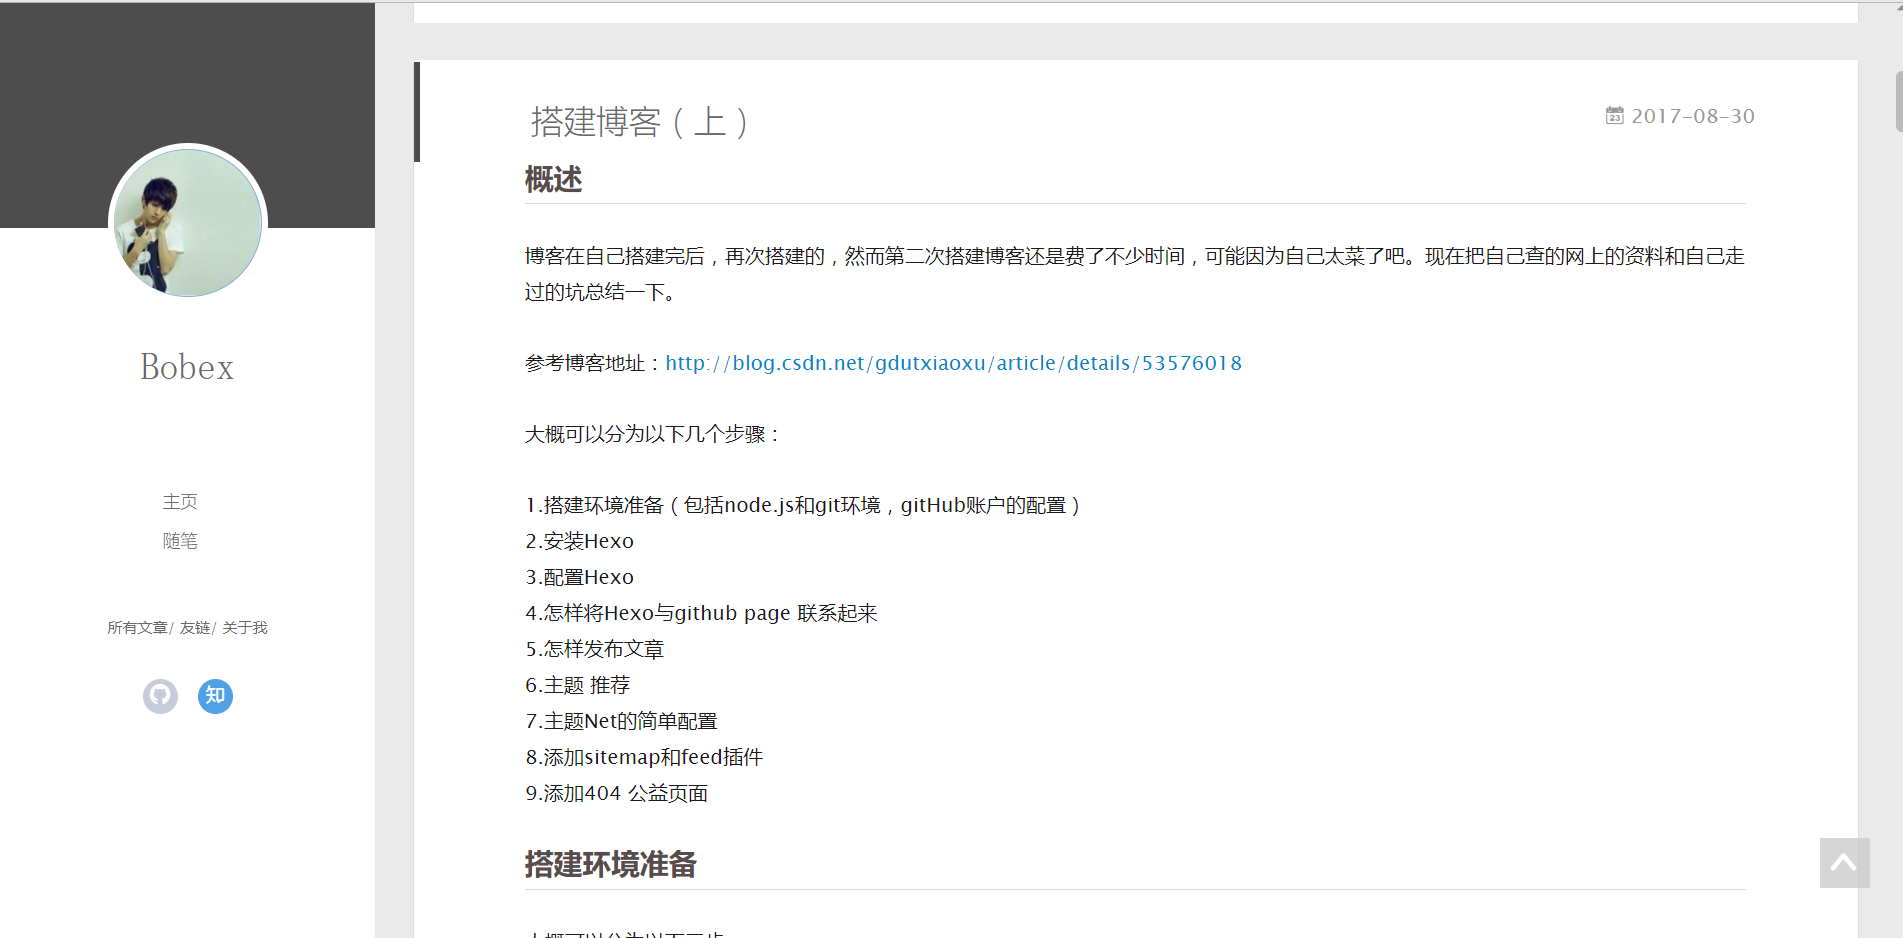 Bobex
主页
随笔
所有文章/ 友链/ 关于我
知
搭建博客（上）
23 2017-08-30
概述
博客在自己搭建完后，再次搭建的，然而第二次搭建博客还是费了不少时间，可能因为自己太菜了吧。现在把自己查的网上的资料和自己走
过的坑总结一下。
参考博客地址：http://blog.csdn.net/gdutxiaoxu/article/details/53576018
大概可以分为以下几个步骤：
1.搭建环境准备（包括node.js和git环境，gitHub账户的配置）
2.安装Hexo
3.配置Hexo
4.怎样将Hexo与github page 联系起来
5.怎样发布文章
6.主题 推荐
7.主题Net的简单配置
8.添加sitemap和feed插件
9.添加404 公益页面
搭建环境准备
大概可以分为以下三步